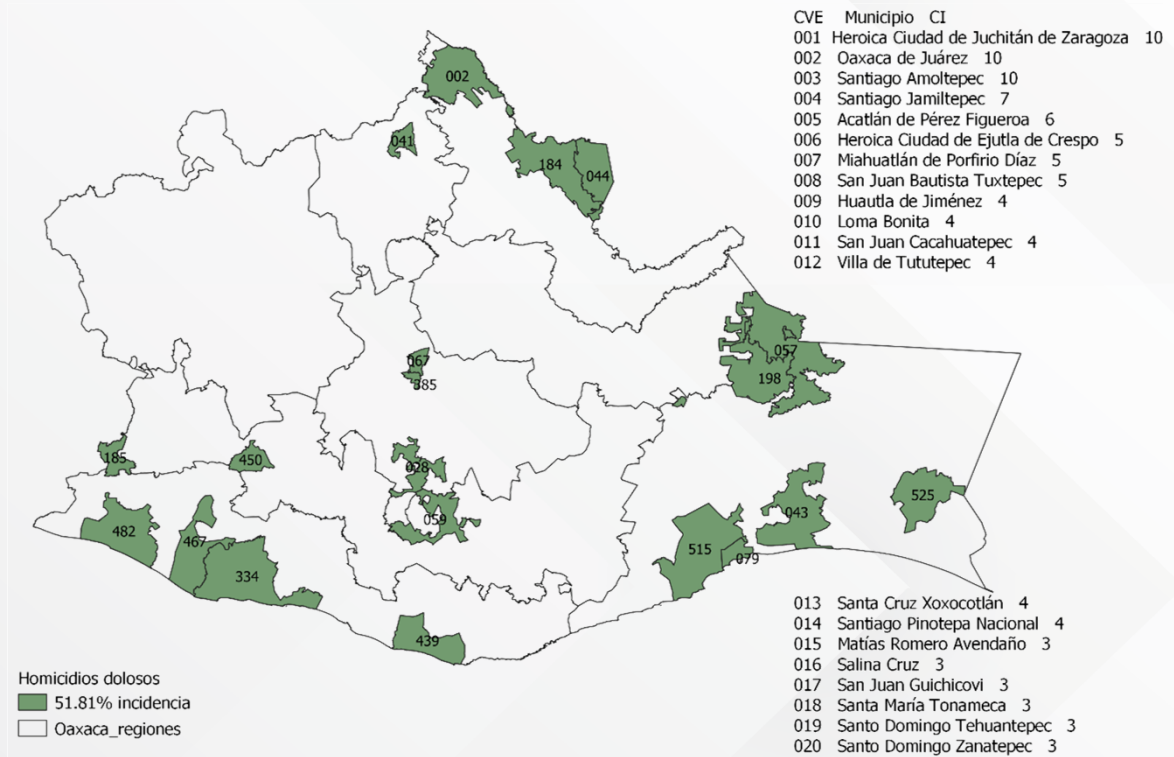 CVE Municipio CI
001 Heroica Ciudad de Juchitán de Zaragoza 10
002 Oaxaca de Juárez 10
003 Santiago Amoltepec 10
004 Santiago Jamiltepec 7
005 Acatlán de Pérez Figueroa 6
006 Heroica Ciudad de Ejutla de Crespo 5
007 Miahuatlán de Porfirio Díaz 5
008 San Juan Bautista Tuxtepec 5
009 Huautla de Jiménez 4
010 Loma Bonita 4
011 San Juan Cacahuatepec 4
012 Villa de Tututepec 4
002
041
184
044
057
198
067
385
185
450
028
059
482
467
334
439
515
079
043
525
013 Santa Cruz Xoxocotlán 4
014 Santiago Pinotepa Nacional 4
015 Matías Romero Avendaño 3
016 Salina Cruz 3
017 San Juan Guichicovi 3
018 Santa María Tonameca 3
019 Santo Domingo Tehuantepec 3
020 Santo Domingo Zanatepec 3
Homicidios dolosos
51.81% incidencia
Oaxaca_regiones